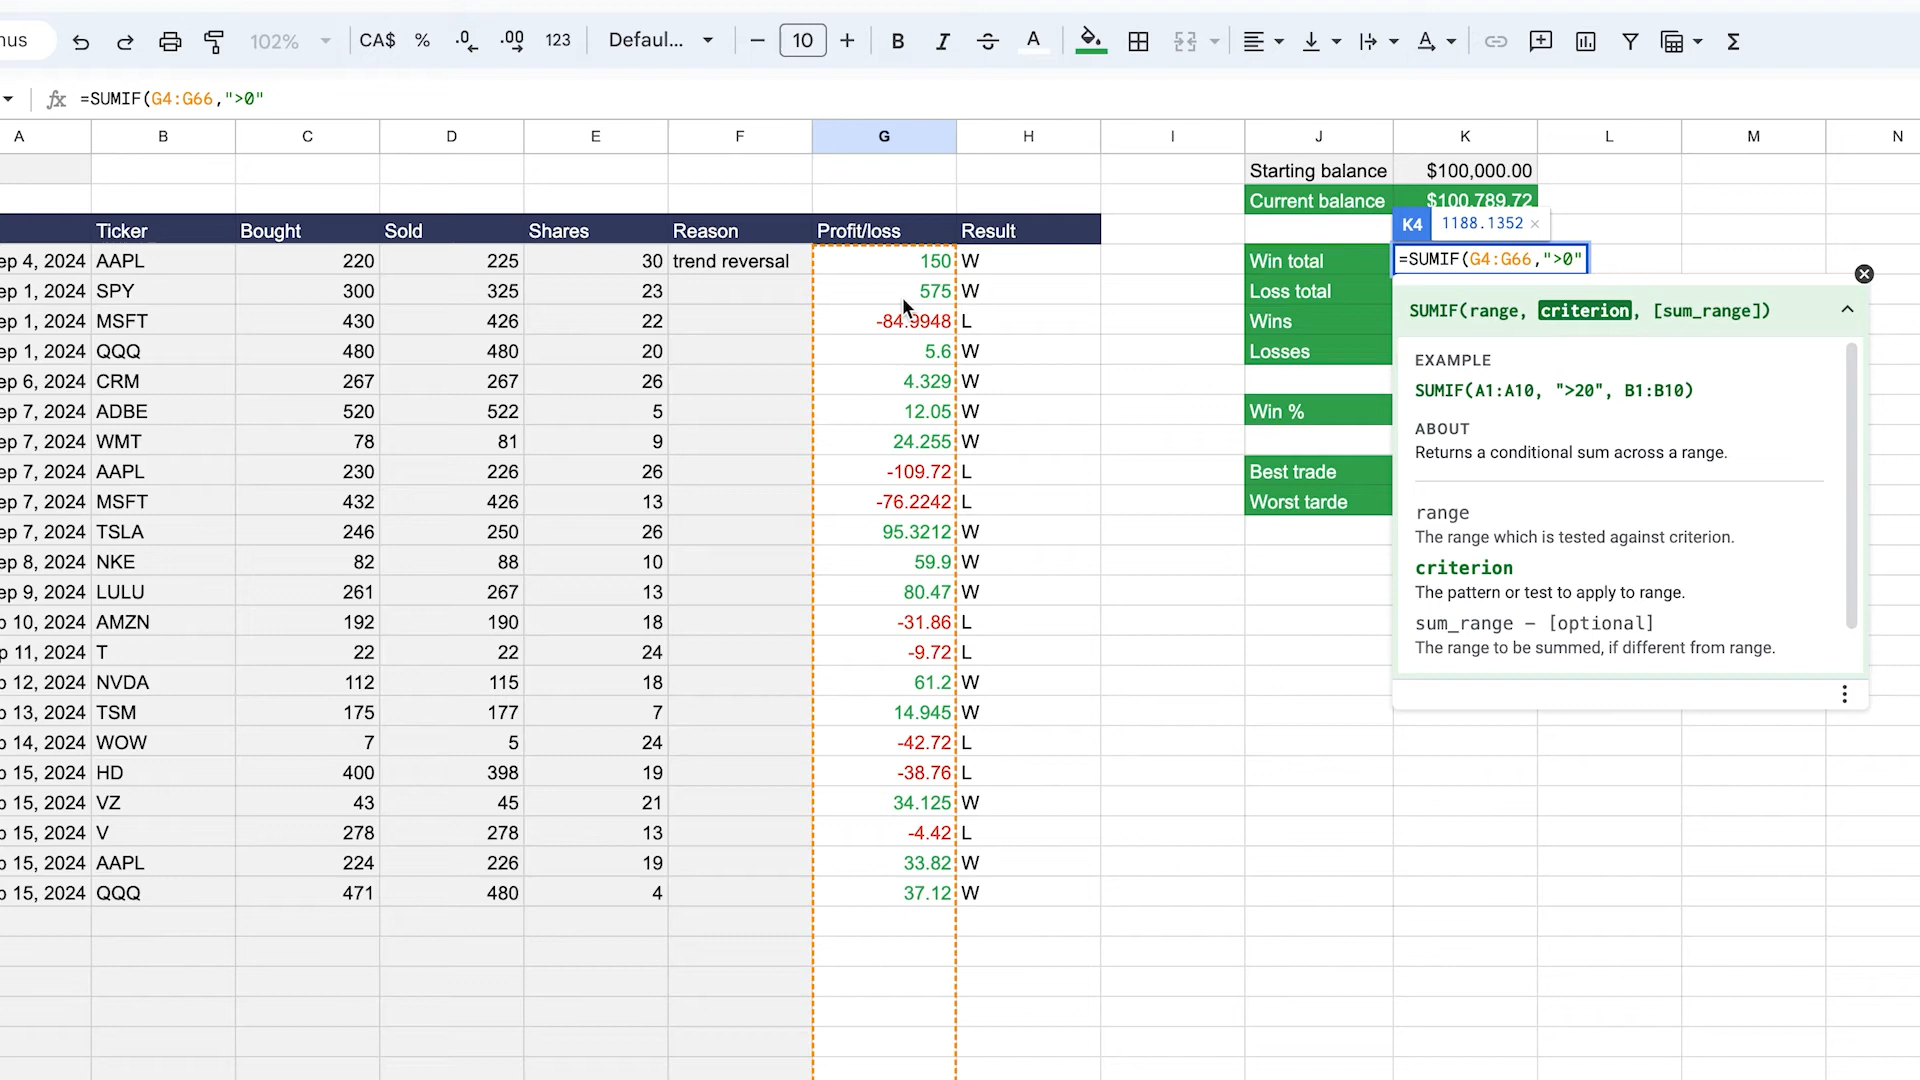 nus 102% CA$ % .0 .00 123 Defaul... 10 B I S A A Σ
fx =SUMIF(G4:G66,">0"
A B C D E F G H I J K L M N
Starting balance $100,000.00
Current balance $100,789.72
K4 1188.1352 ×
Ticker Bought Sold Shares Reason Profit/loss Result
ep 4, 2024 AAPL 220 225 30 trend reversal 150 W Win total =SUMIF(G4:G66,">0"
ep 1, 2024 SPY 300 325 23 575 W Loss total
ep 1, 2024 MSFT 430 426 22 -84.9948 L Wins
ep 1, 2024 QQQ 480 480 20 5.6 W Losses
ep 6, 2024 CRM 267 267 26 4.329 W
ep 7, 2024 ADBE 520 522 5 12.05 W Win %
ep 7, 2024 WMT 78 81 9 24.255 W
ep 7, 2024 AAPL 230 226 26 -109.72 L Best trade
ep 7, 2024 MSFT 432 426 13 -76.2242 L Worst tarde
ep 7, 2024 TSLA 246 250 26 95.3212 W
ep 8, 2024 NKE 82 88 10 59.9 W
ep 9, 2024 LULU 261 267 13 80.47 W
p 10, 2024 AMZN 192 190 18 -31.86 L
p 11, 2024 T 22 22 24 -9.72 L
p 12, 2024 NVDA 112 115 18 61.2 W
p 13, 2024 TSM 175 177 7 14.945 W
p 14, 2024 WOW 7 5 24 -42.72 L
p 15, 2024 HD 400 398 19 -38.76 L
p 15, 2024 VZ 43 45 21 34.125 W
p 15, 2024 V 278 278 13 -4.42 L
p 15, 2024 AAPL 224 226 19 33.82 W
p 15, 2024 QQQ 471 480 4 37.12 W
SUMIF(range, criterion, [sum_range])
EXAMPLE
SUMIF(A1:A10, ">20", B1:B10)
ABOUT
Returns a conditional sum across a range.
range
The range which is tested against criterion.
criterion
The pattern or test to apply to range.
sum_range – [optional]
The range to be summed, if different from range.